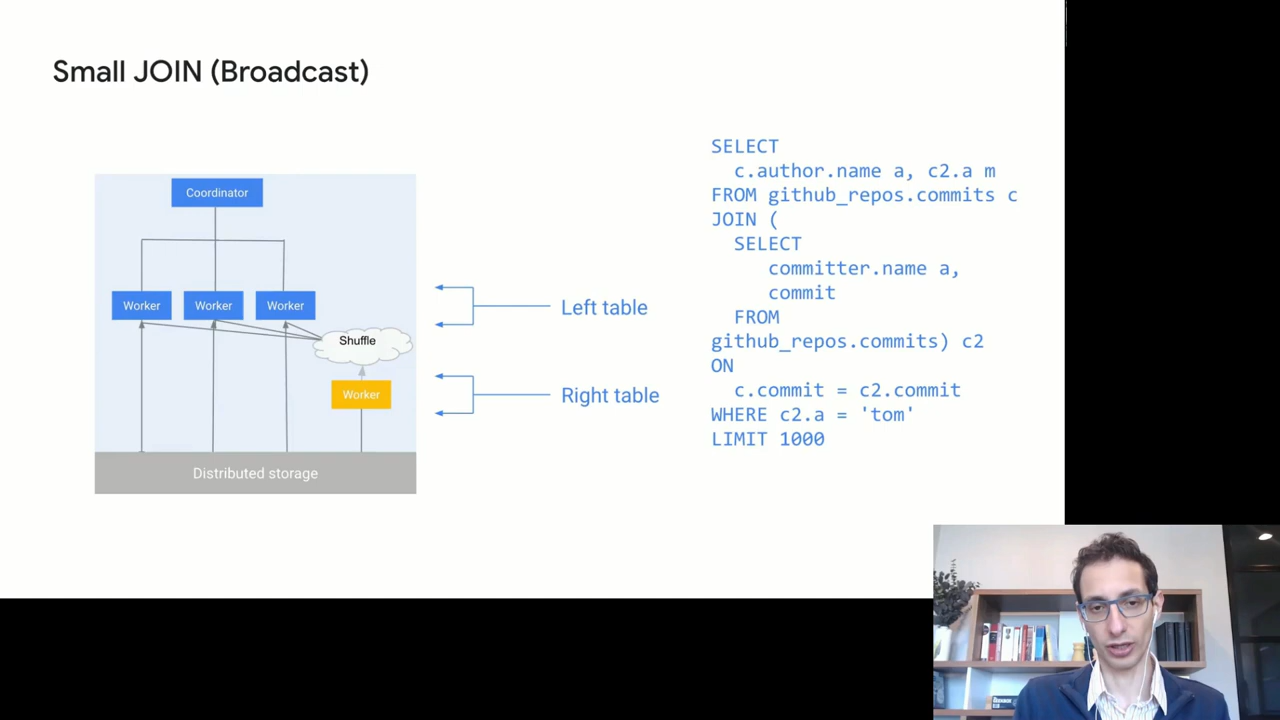 Small JOIN (Broadcast)
Coordinator
Worker
Worker
Worker
Shuffle
Worker
Distributed storage
Left table
Right table
SELECT
c.author.name a, c2.a m
FROM github_repos.commits c
JOIN (
SELECT
committer.name a,
commit
FROM
github_repos.commits) c2
ON
c.commit = c2.commit
WHERE c2.a = 'tom'
LIMIT 1000